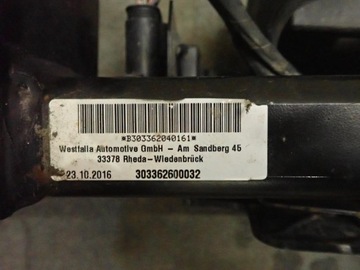 *B303362040161*
Westfalia Automotive GmbH - Am Sandberg 45
33378 Rheda-Wiedenbrück
23.10.2016 303362600032